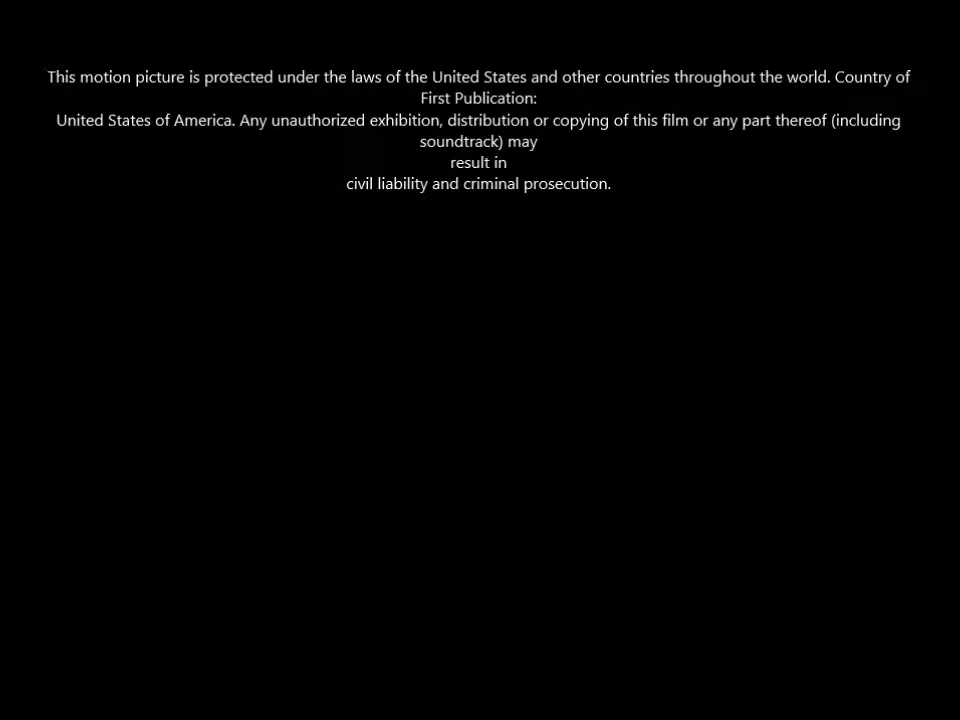 This motion picture is protected under the laws of the United States and other countries throughout the world. Country of
First Publication:
United States of America. Any unauthorized exhibition, distribution or copying of this film or any part thereof (including
soundtrack) may
result in
civil liability and criminal prosecution.